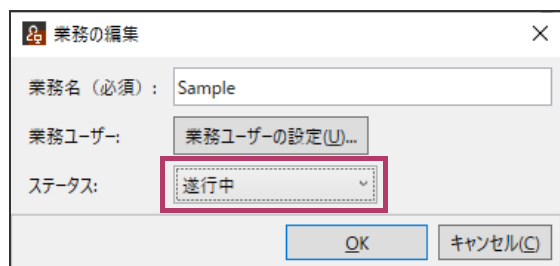 業務の編集
業務名（必須）: Sample
業務ユーザー: 業務ユーザーの設定(U)...
ステータス: 遂行中
OK キャンセル(C)